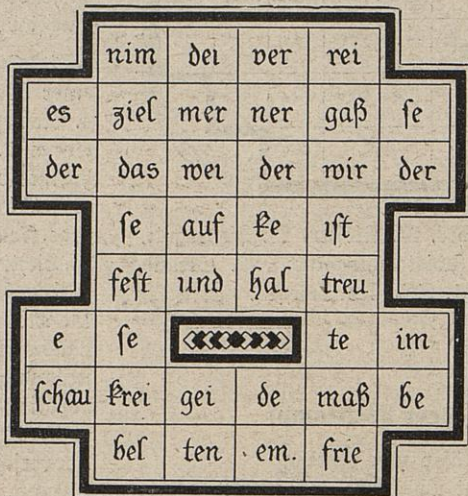 nim dei ver rei
es ziel mer ner gaß se
der das wei der wir der
se auf ke ist
fest und hal treu
e se te im
schau krei gei de maß be
bel ten em. frie